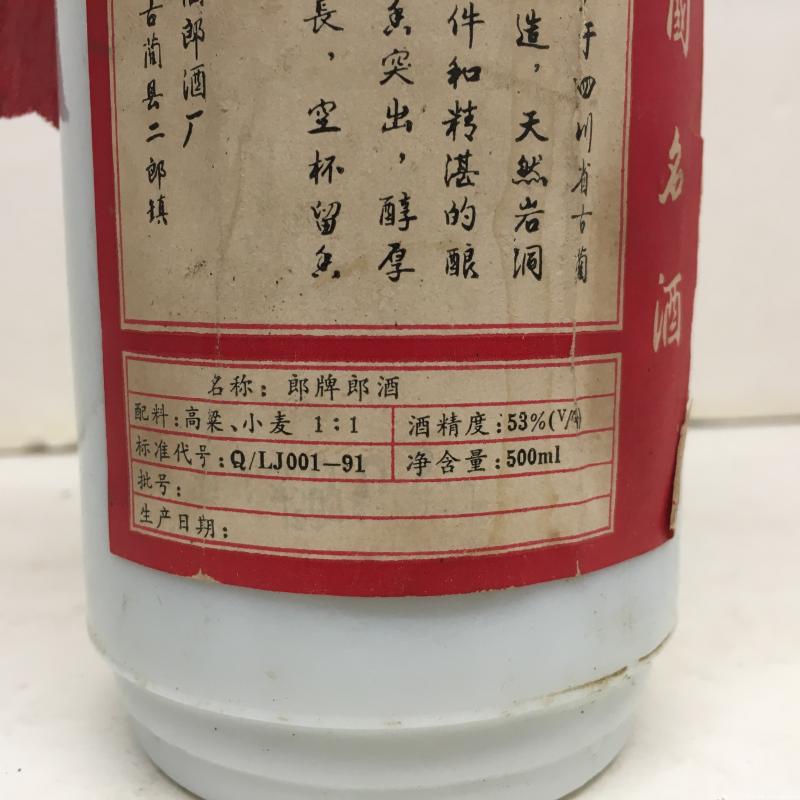 國名酒
于四川省古蔺
造，天然岩洞
件和精湛的酿
香突出，醇厚
長，空杯留香
郎酒厂
古蔺县二郎镇
名称：郎牌郎酒
配料：高粱、小麦 1：1
酒精度：53%(V/
标准代号：Q/LJ001—91
净含量：500ml
批号：
生产日期：